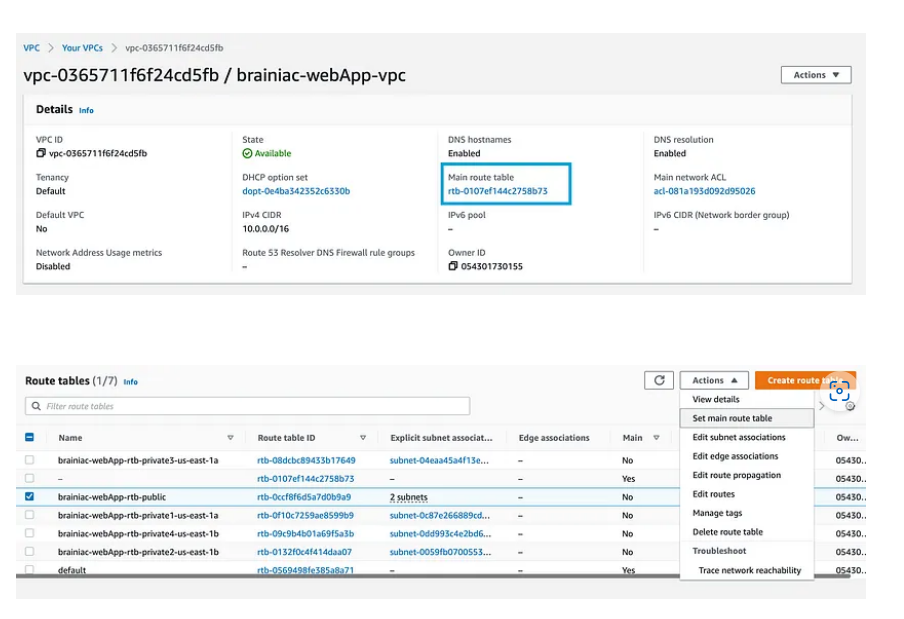 VPC > Your VPCs > vpc-0365711f6f24cd5fb
vpc-0365711f6f24cd5fb / brainiac-webApp-vpc
Actions ▼
Details Info
VPC ID
vpc-0365711f6f24cd5fb
State
Available
DNS hostnames
Enabled
DNS resolution
Enabled
Tenancy
Default
DHCP option set
dopt-0e4ba342352c6330b
Main route table
rtb-0107ef144c2758b73
Main network ACL
acl-081a193d092d95026
Default VPC
No
IPv4 CIDR
10.0.0.0/16
IPv6 pool
–
IPv6 CIDR (Network border group)
–
Network Address Usage metrics
Disabled
Route 53 Resolver DNS Firewall rule groups
–
Owner ID
054301730155
Route tables (1/7) Info
Actions ▲
Create route
Filter route tables
Name Route table ID Explicit subnet associat... Edge associations Main Ow...
brainiac-webApp-rtb-private3-us-east-1a rtb-08dcbc89433b17649 subnet-04eaa45a4f13e... – No 05430..
– rtb-0107ef144c2758b73 – – Yes 05430..
brainiac-webApp-rtb-public rtb-0ccf8f6d5a7d0b9a9 2 subnets – No 05430..
brainiac-webApp-rtb-private1-us-east-1a rtb-0f10c7259ae8599b9 subnet-0c87e266889cd... – No 05430..
brainiac-webApp-rtb-private4-us-east-1b rtb-09c9b4b01a69f5a3b subnet-0dd993c4e2bd6... – No 05430..
brainiac-webApp-rtb-private2-us-east-1b rtb-0132f0c4f414daa07 subnet-0059fb0700553... – No 05430..
default rtb-0569498fe385a8a71 – – Yes 05430..
View details
Set main route table
Edit subnet associations
Edit edge associations
Edit route propagation
Edit routes
Manage tags
Delete route table
Troubleshoot
Trace network reachability